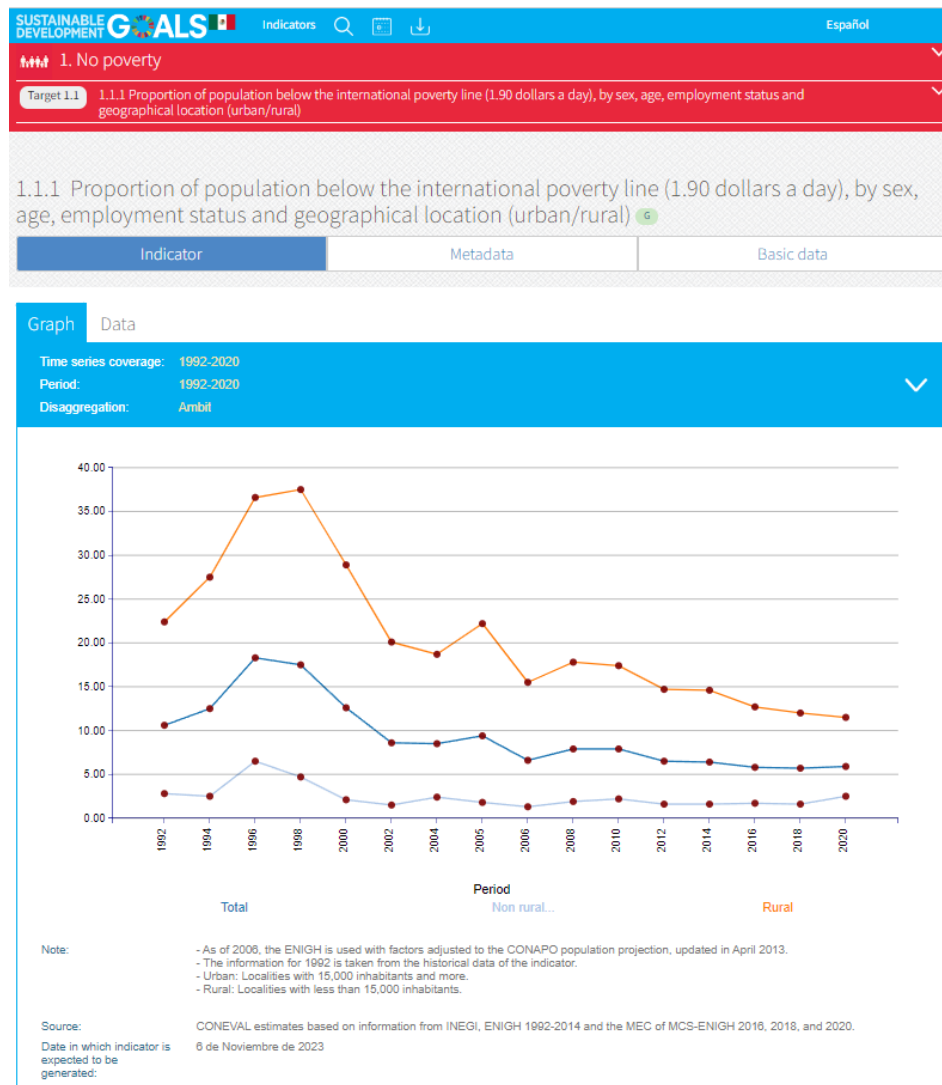 SUSTAINABLE
DEVELOPMENT GOALS
Indicators
Español
1. No poverty
Target 1.1
1.1.1 Proportion of population below the international poverty line (1.90 dollars a day), by sex, age, employment status and
geographical location (urban/rural)
1.1.1 Proportion of population below the international poverty line (1.90 dollars a day), by sex,
age, employment status and geographical location (urban/rural) G
Indicator
Metadata
Basic data
Graph
Data
Time series coverage: 1992-2020
Period: 1992-2020
Disaggregation: Ambit
40.00
35.00
30.00
25.00
20.00
15.00
10.00
5.00
0.00
1992
1994
1996
1998
2000
2002
2004
2005
2006
2008
2010
2012
2014
2016
2018
2020
Period
Total
Non rural...
Rural
Note:
- As of 2006, the ENIGH is used with factors adjusted to the CONAPO population projection, updated in April 2013.
- The information for 1992 is taken from the historical data of the indicator.
- Urban: Localities with 15,000 inhabitants and more.
- Rural: Localities with less than 15,000 inhabitants.
Source:
CONEVAL estimates based on information from INEGI, ENIGH 1992-2014 and the MEC of MCS-ENIGH 2016, 2018, and 2020.
Date in which indicator is
expected to be
generated:
6 de Noviembre de 2023